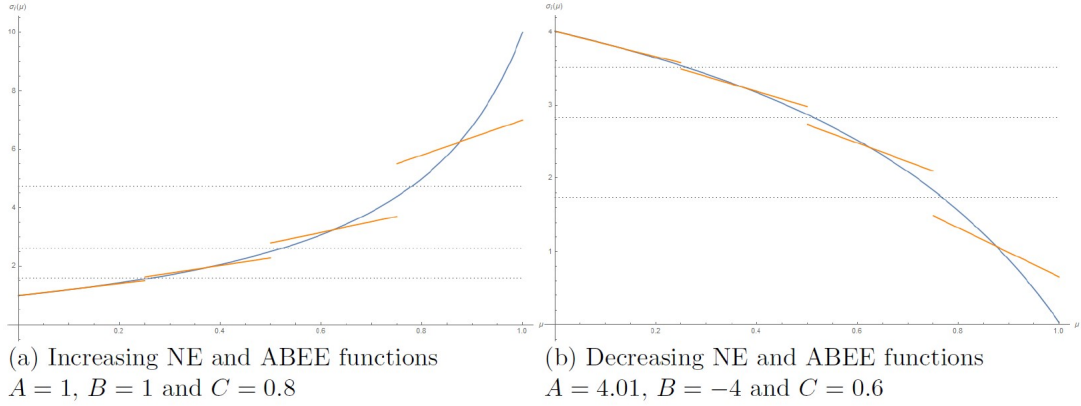 σᵢ(μ)
10
8
6
4
2
0.2
0.4
0.6
0.8
1.0
μ
(a) Increasing NE and ABEE functions
A = 1, B = 1 and C = 0.8
σᵢ(μ)
4
3
2
1
0.2
0.4
0.6
0.8
1.0
μ
(b) Decreasing NE and ABEE functions
A = 4.01, B = −4 and C = 0.6